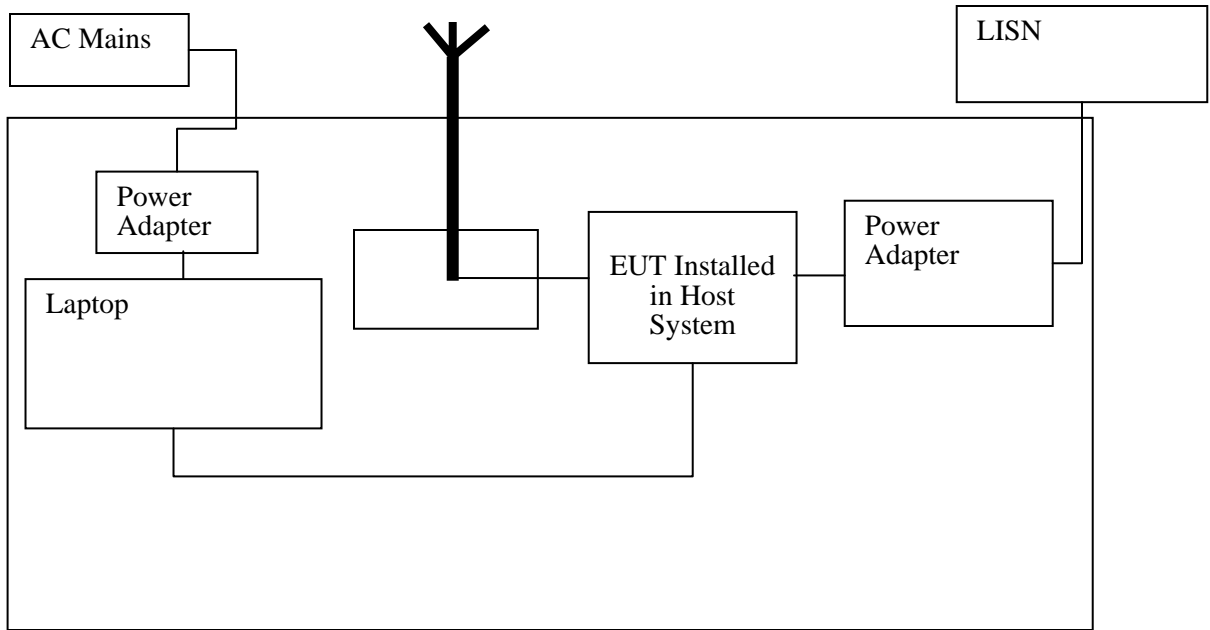 AC Mains
LISN
Power
Adapter
Laptop
EUT Installed
in Host
System
Power
Adapter